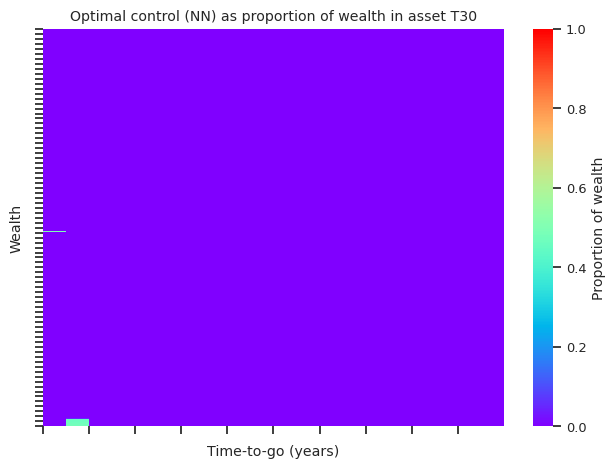 Optimal control (NN) as proportion of wealth in asset T30
Wealth
Time-to-go (years)
1.0
0.8
0.6
0.4
0.2
0.0
Proportion of wealth